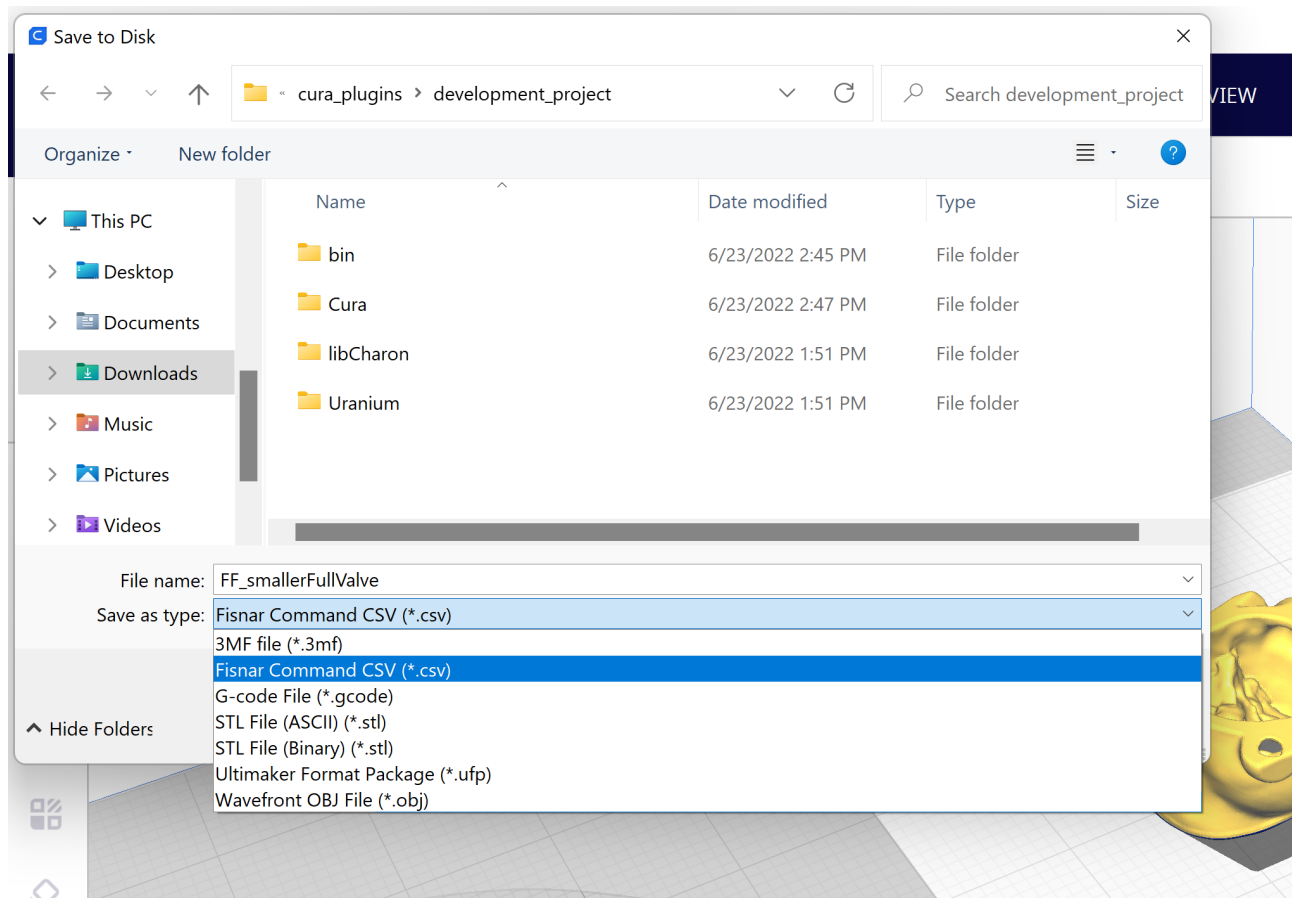 Save to Disk
« cura_plugins > development_project
Search development_project
VIEW
Organize
New folder
?
Name Date modified Type Size
This PC
Desktop
Documents
Downloads
Music
Pictures
Videos
bin 6/23/2022 2:45 PM File folder
Cura 6/23/2022 2:47 PM File folder
libCharon 6/23/2022 1:51 PM File folder
Uranium 6/23/2022 1:51 PM File folder
File name: FF_smallerFullValve
Save as type: Fisnar Command CSV (*.csv)
3MF file (*.3mf)
Fisnar Command CSV (*.csv)
G-code File (*.gcode)
STL File (ASCII) (*.stl)
STL File (Binary) (*.stl)
Ultimaker Format Package (*.ufp)
Wavefront OBJ File (*.obj)
Hide Folders